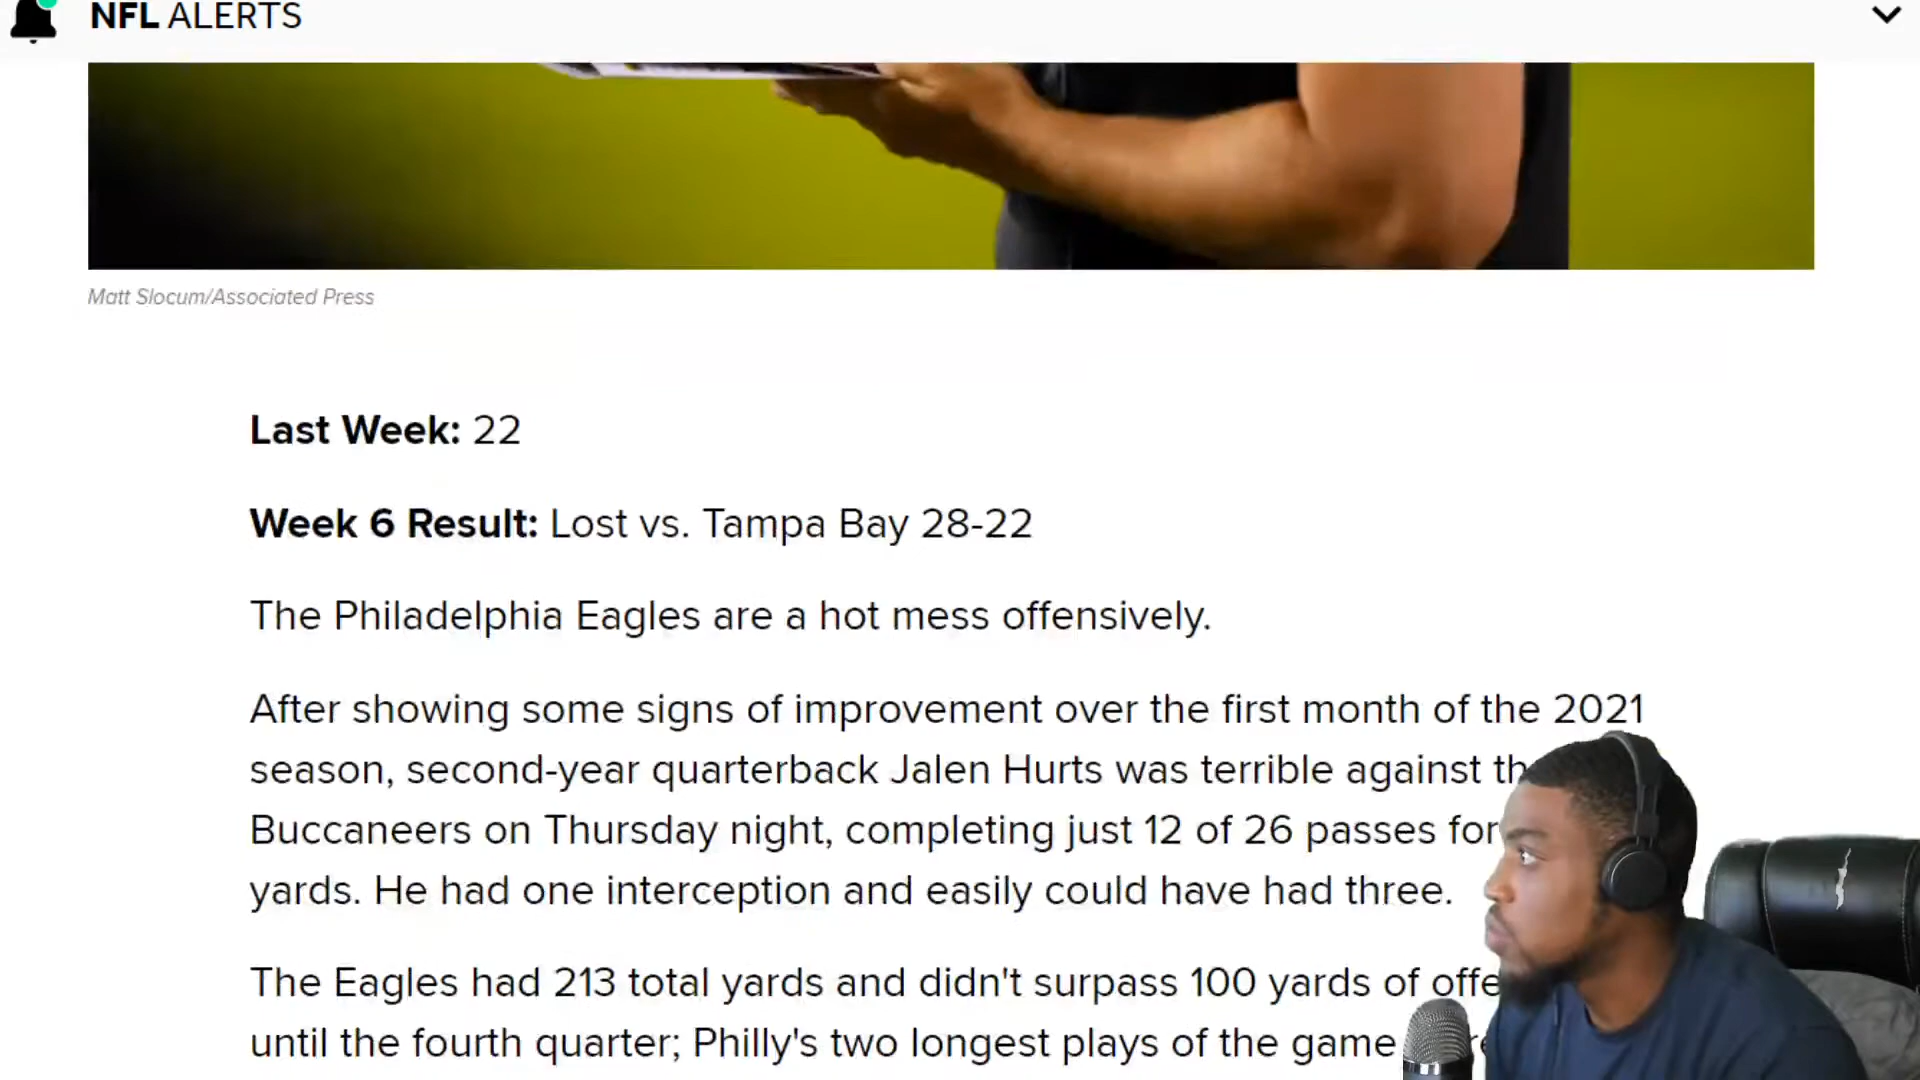 NFL ALERTS
Matt Slocum/Associated Press
Last Week: 22
Week 6 Result: Lost vs. Tampa Bay 28-22
The Philadelphia Eagles are a hot mess offensively.
After showing some signs of improvement over the first month of the 2021
season, second-year quarterback Jalen Hurts was terrible against
Buccaneers on Thursday night, completing just 12 of 26 passes for
yards. He had one interception and easily could have had three.
The Eagles had 213 total yards and didn't surpass 100 yards of
until the fourth quarter; Philly's two longest plays of the game